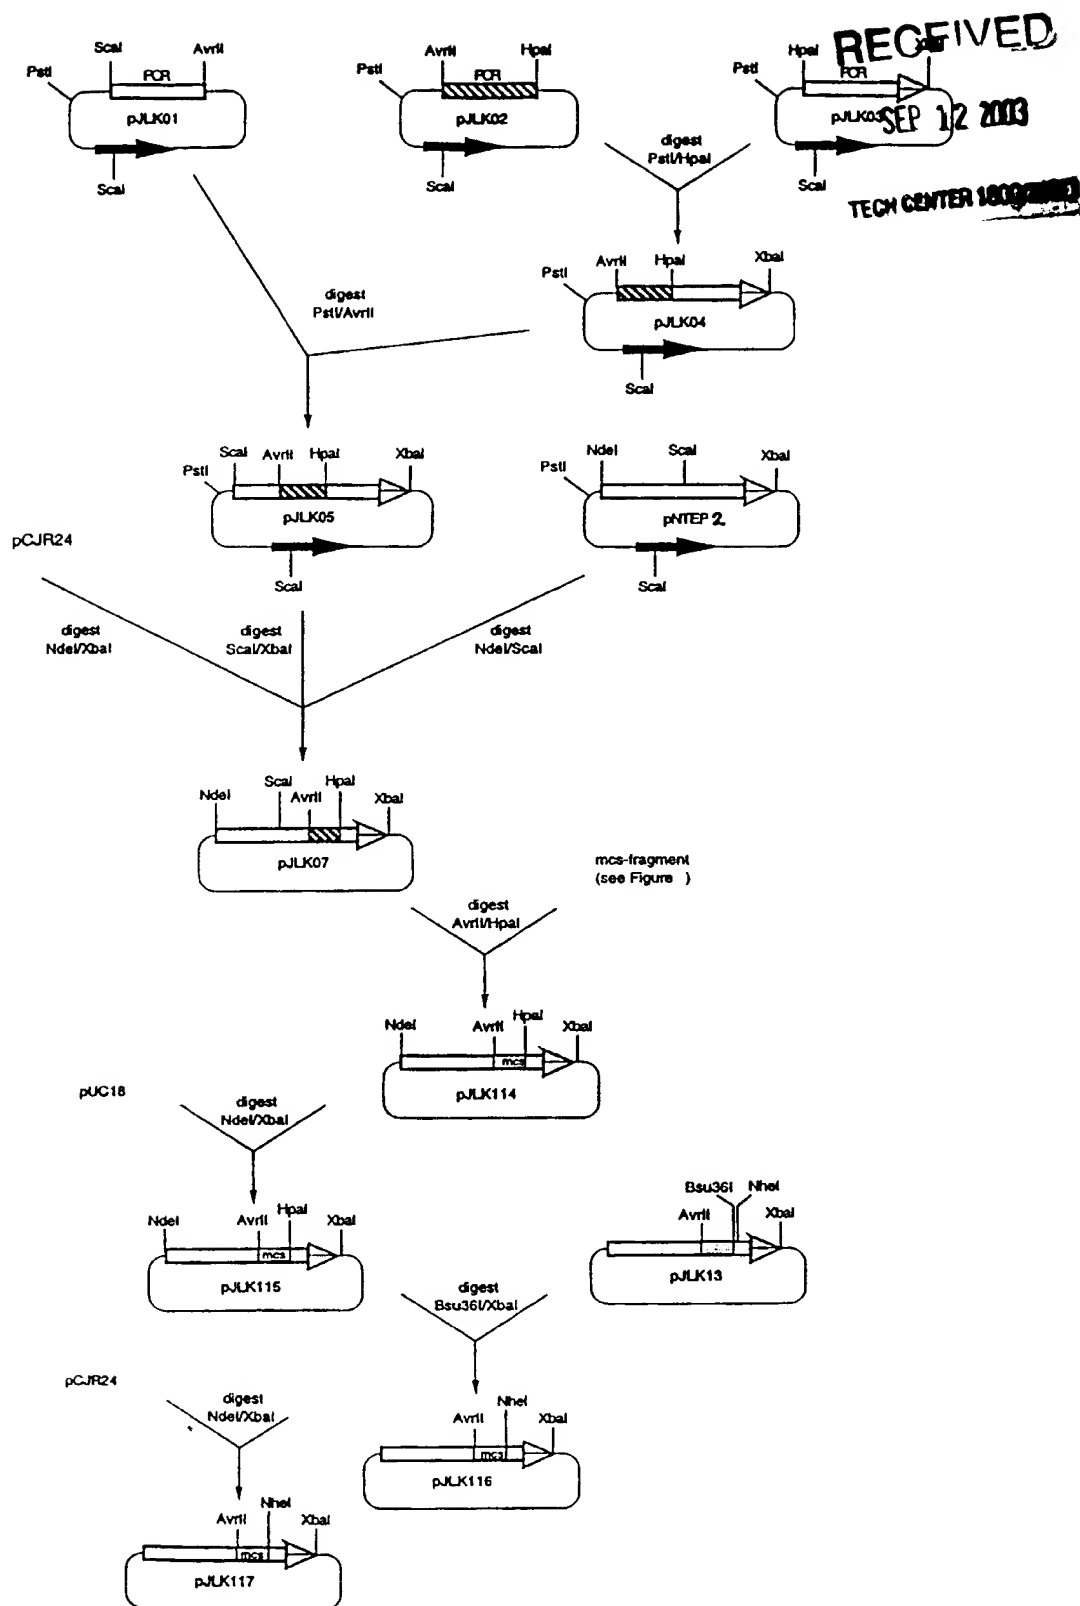 RECEIVED
SEP 12 2003
TECH CENTER
ScaI AvrII
PstI
PCR
pJLK01
ScaI
AvrII HpaI
PstI
PCR
pJLK02
ScaI
HpaI
PstI
PCR
pJLK03
ScaI
digest
PstI/HpaI
AvrII HpaI XbaI
PstI
pJLK04
ScaI
digest
PstI/AvrII
ScaI AvrII HpaI XbaI
PstI
pJLK05
ScaI
NdeI ScaI XbaI
PstI
pNTEP2
ScaI
pCJR24
digest
NdeI/XbaI
digest
ScaI/XbaI
digest
NdeI/ScaI
NdeI ScaI AvrII HpaI XbaI
pJLK07
mcs-fragment
(see Figure )
digest
AvrII/HpaI
NdeI AvrII HpaI XbaI
mcs
pJLK114
pUC18
digest
NdeI/XbaI
NdeI AvrII HpaI XbaI
mcs
pJLK115
Bsu36I NheI
AvrII XbaI
pJLK13
digest
Bsu36I/XbaI
pCJR24
digest
NdeI/XbaI
AvrII NheI XbaI
mcs
pJLK116
AvrII NheI XbaI
mcs
pJLK117